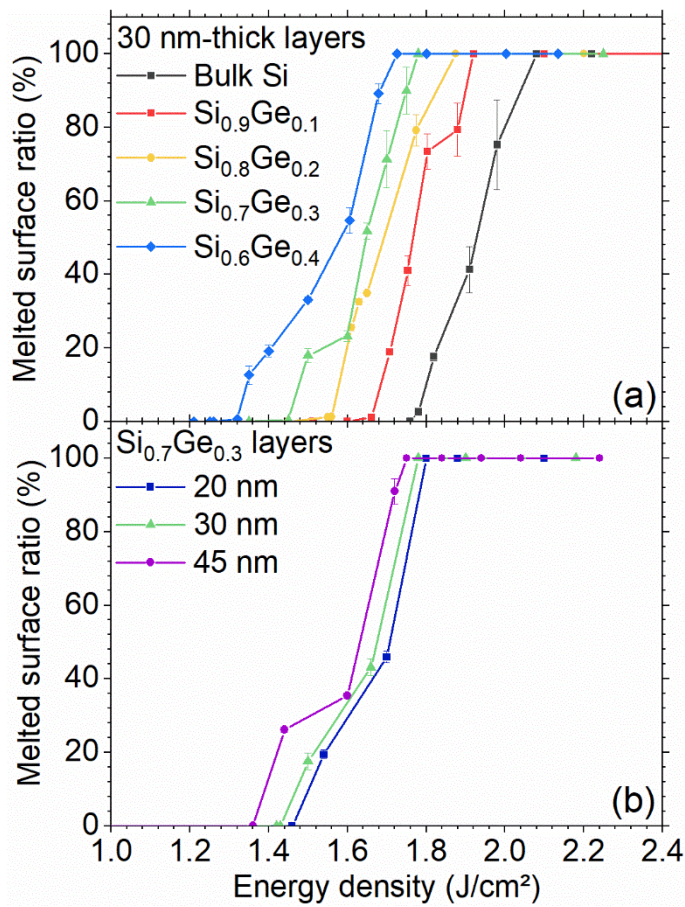 Melted surface ratio (%)
100
80
60
40
20
0
30 nm-thick layers
Bulk Si
Si₀.₉Ge₀.₁
Si₀.₈Ge₀.₂
Si₀.₇Ge₀.₃
Si₀.₆Ge₀.₄
(a)
Melted surface ratio (%)
100
80
60
40
20
0
Si₀.₇Ge₀.₃ layers
20 nm
30 nm
45 nm
(b)
1.0 1.2 1.4 1.6 1.8 2.0 2.2 2.4
Energy density (J/cm²)